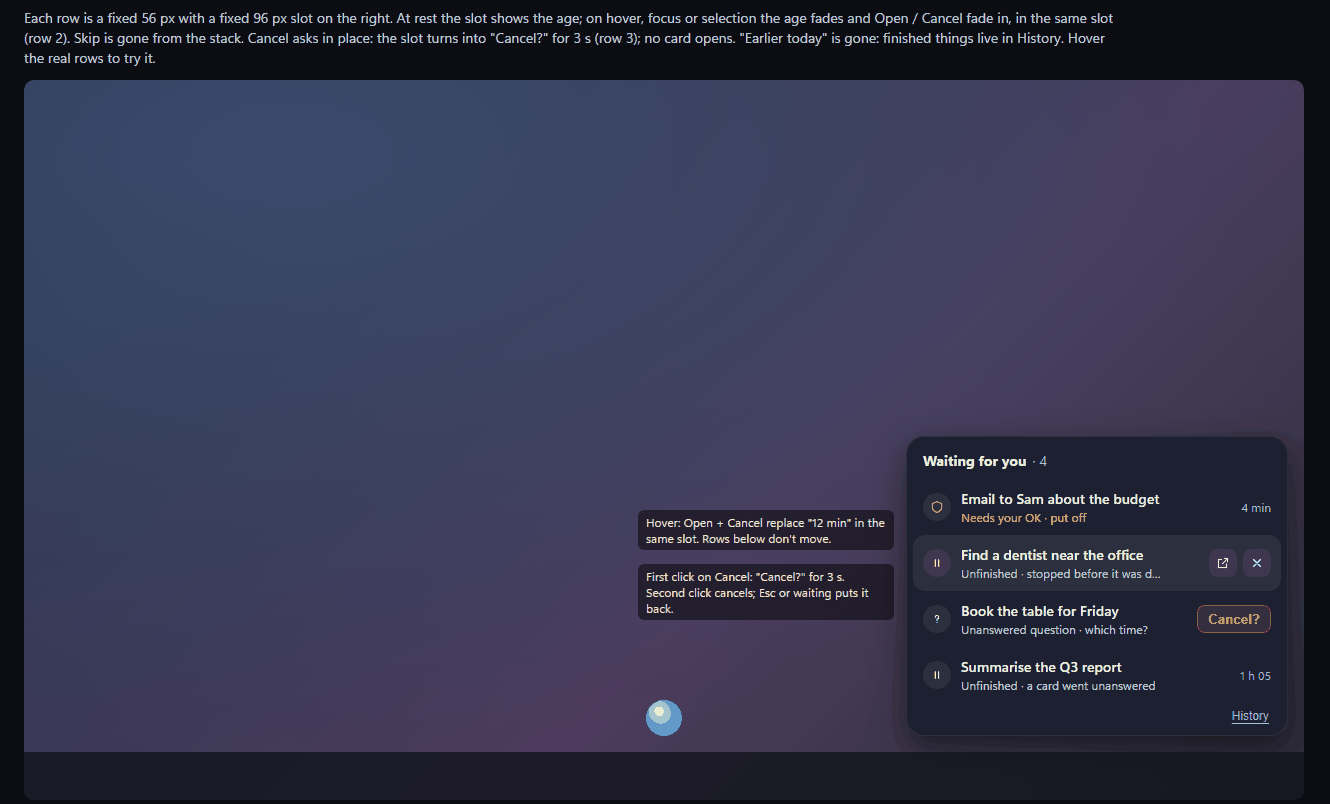 Each row is a fixed 56 px with a fixed 96 px slot on the right. At rest the slot shows the age; on hover, focus or selection the age fades and Open / Cancel fade in, in the same slot
(row 2). Skip is gone from the stack. Cancel asks in place: the slot turns into "Cancel?" for 3 s (row 3); no card opens. "Earlier today" is gone: finished things live in History. Hover
the real rows to try it.
Waiting for you · 4
Email to Sam about the budget
Needs your OK · put off
4 min
Hover: Open + Cancel replace "12 min" in the
same slot. Rows below don't move.
Find a dentist near the office
Unfinished · stopped before it was d...
First click on Cancel: "Cancel?" for 3 s.
Second click cancels; Esc or waiting puts it
back.
?
Book the table for Friday
Unanswered question · which time?
Cancel?
Summarise the Q3 report
Unfinished · a card went unanswered
1 h 05
History